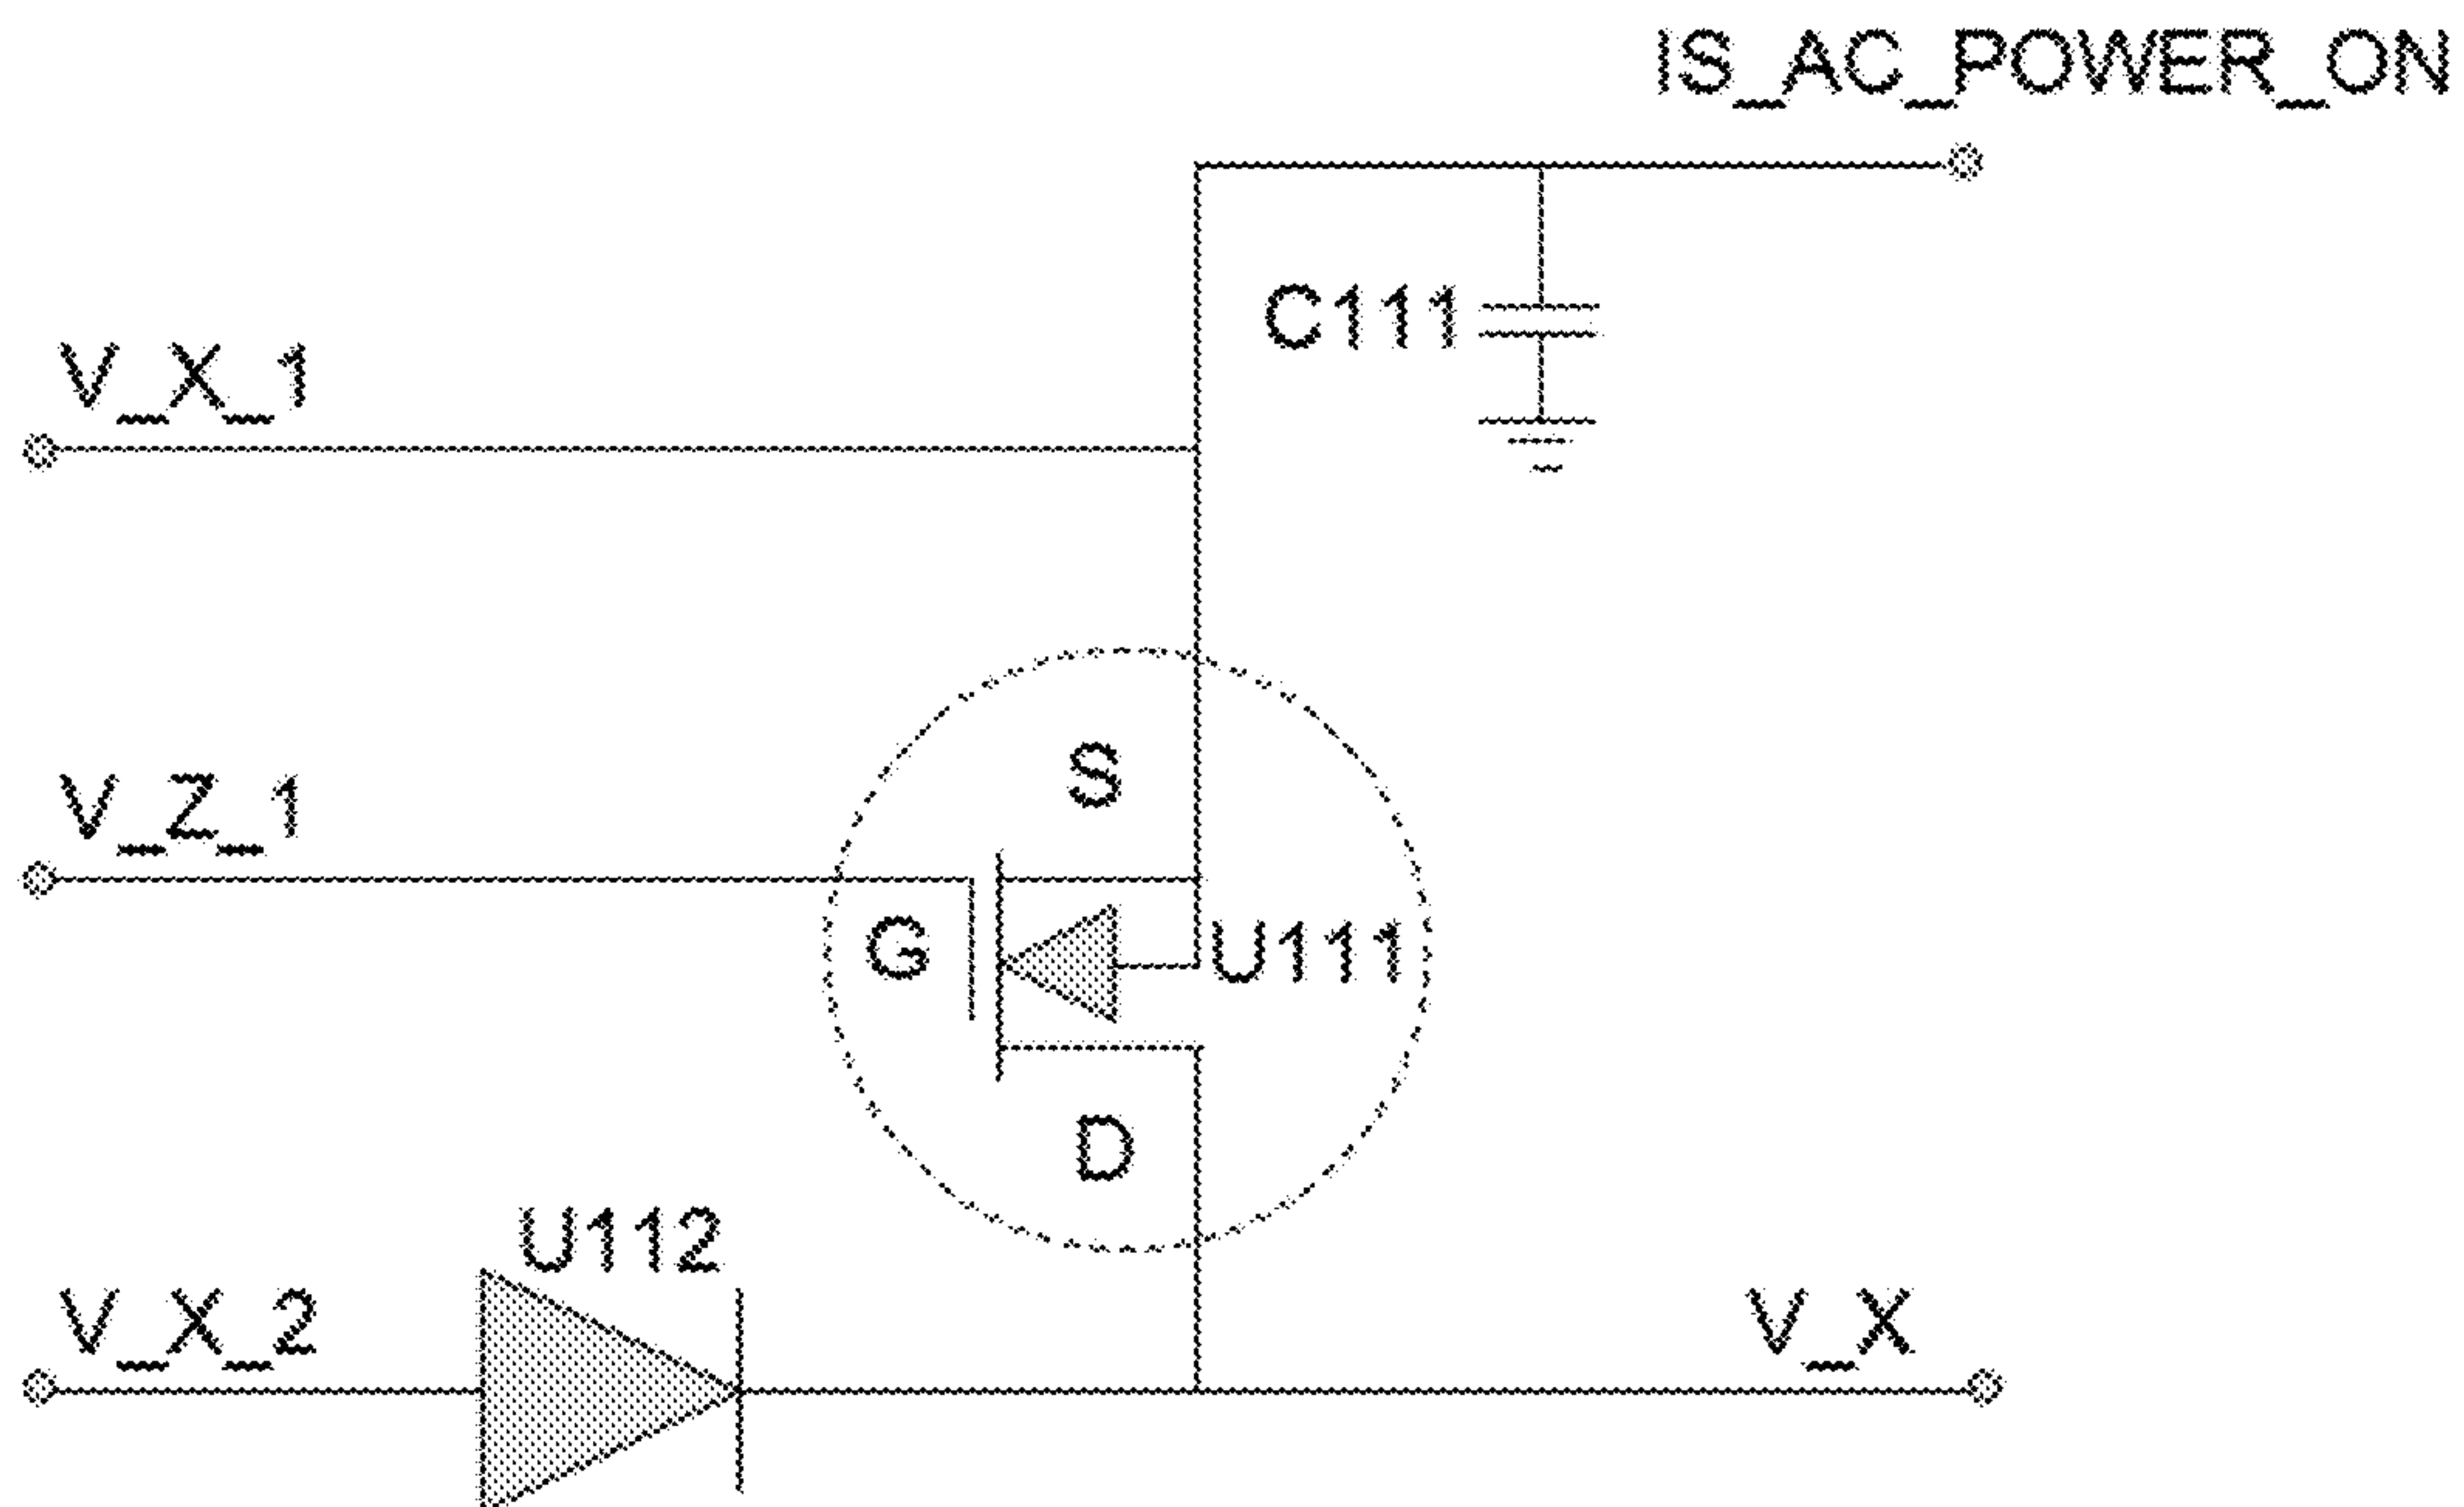 IS_AC_POWER_ON
C111
V_X_1
S
V_Z_1
G
U111
D
U112
V_X_2
V_X